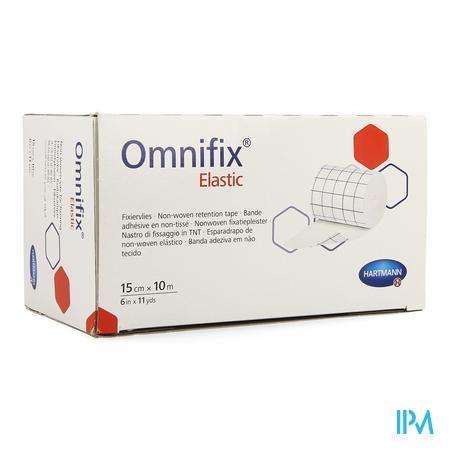 Omnifix®
Elastic
Fixiervlies · Non-woven retention tape · Bande
adhésive en non-tissé · Nonwoven fixatiepleister
Nastro di fissaggio in TNT · Esparadrapo de
non-woven elástico · Banda adeziva em não
tecido
15 cm x 10 m
6 in x 11 yds
HARTMANN
Omnifix®
Elastic
IPM